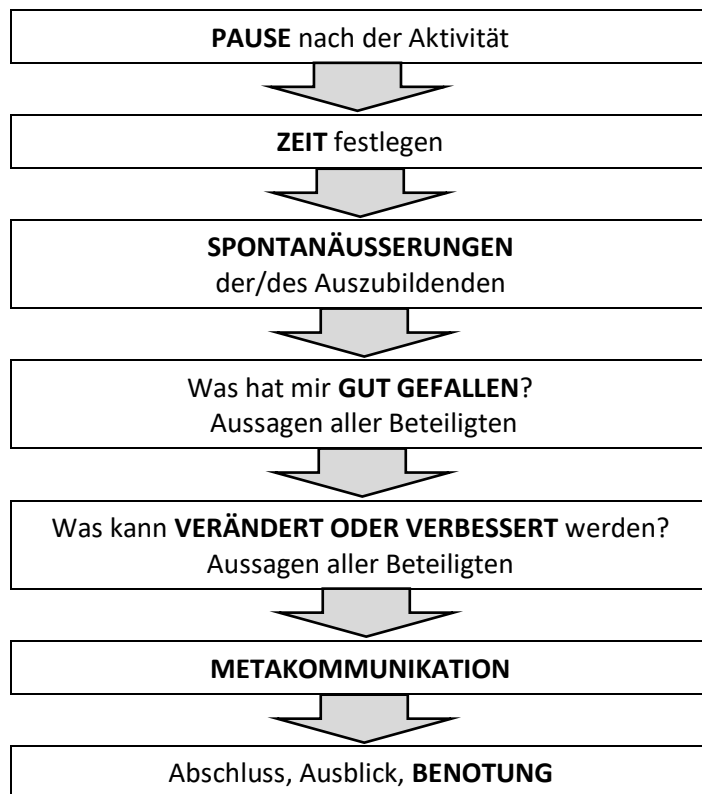 PAUSE nach der Aktivität
ZEIT festlegen
SPONTANÄUSSERUNGEN
der/des Auszubildenden
Was hat mir GUT GEFALLEN?
Aussagen aller Beteiligten
Was kann VERÄNDERT ODER VERBESSERT werden?
Aussagen aller Beteiligten
METAKOMMUNIKATION
Abschluss, Ausblick, BENOTUNG